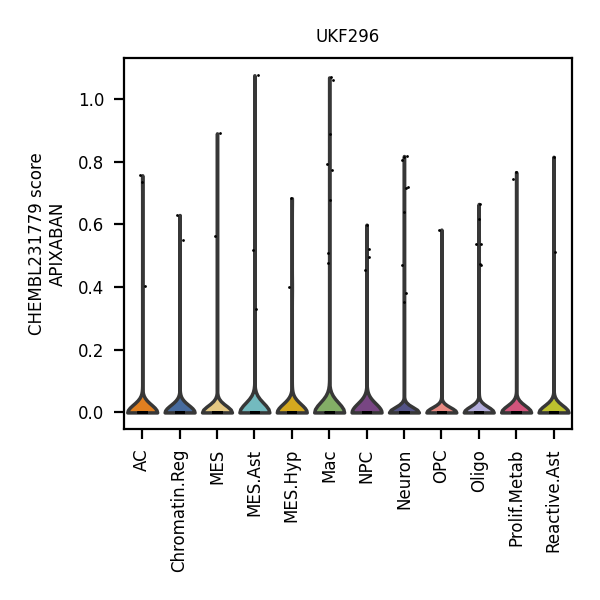 UKF296
CHEMBL231779 score
APIXABAN
1.0
0.8
0.6
0.4
0.2
0.0
AC
Chromatin.Reg
MES
MES.Ast
MES.Hyp
Mac
NPC
Neuron
OPC
Oligo
Prolif.Metab
Reactive.Ast